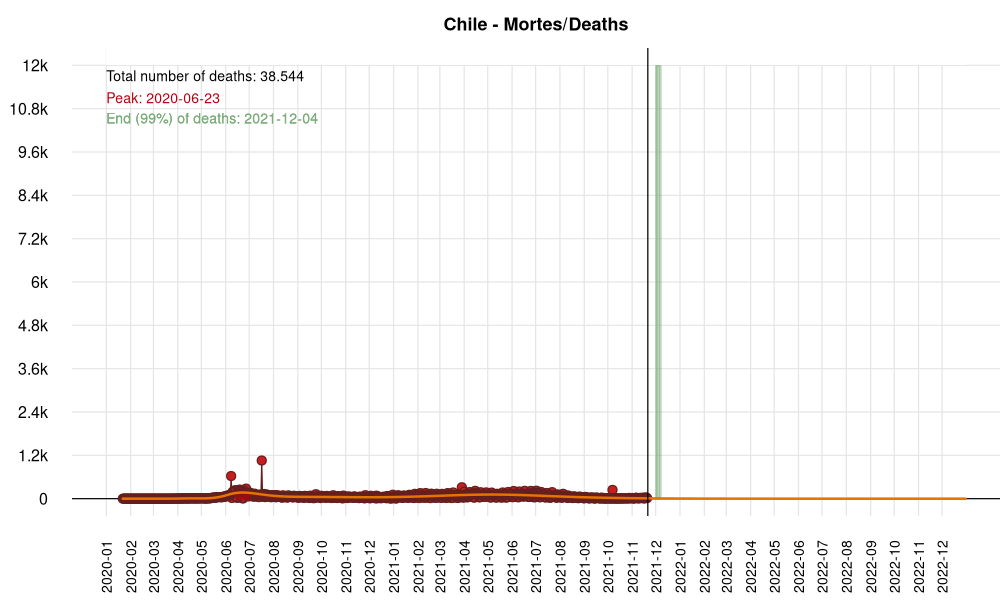 Chile - Mortes/Deaths
Total number of deaths: 38.544
Peak: 2020-06-23
End (99%) of deaths: 2021-12-04
12k
10.8k
9.6k
8.4k
7.2k
6k
4.8k
3.6k
2.4k
1.2k
0
2020-01
2020-02
2020-03
2020-04
2020-05
2020-06
2020-07
2020-08
2020-09
2020-10
2020-11
2020-12
2021-01
2021-02
2021-03
2021-04
2021-05
2021-06
2021-07
2021-08
2021-09
2021-10
2021-11
2021-12
2022-01
2022-02
2022-03
2022-04
2022-05
2022-06
2022-07
2022-08
2022-09
2022-10
2022-11
2022-12